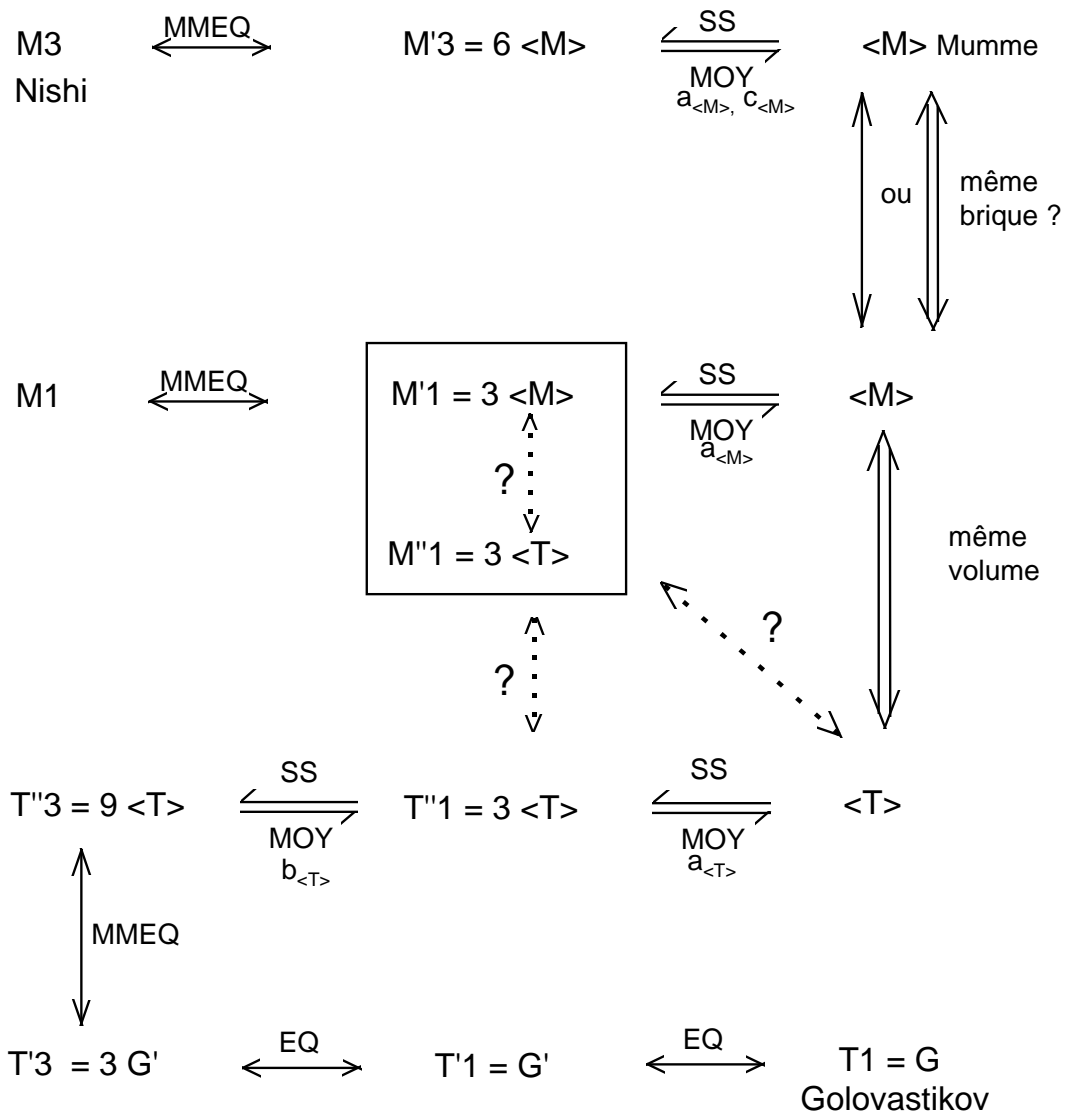 M3 MMEQ M'3 = 6 <M> SS <M> Mumme
Nishi MOY
a<M>, c<M>
ou même
brique ?
M1 MMEQ M'1 = 3 <M> SS <M>
MOY
a<M>
?
M"1 = 3 <T> même
volume
? ?
T"3 = 9 <T> SS T"1 = 3 <T> SS <T>
MOY MOY
b<T> a<T>
MMEQ
T'3 = 3 G' EQ T'1 = G' EQ T1 = G
Golovastikov